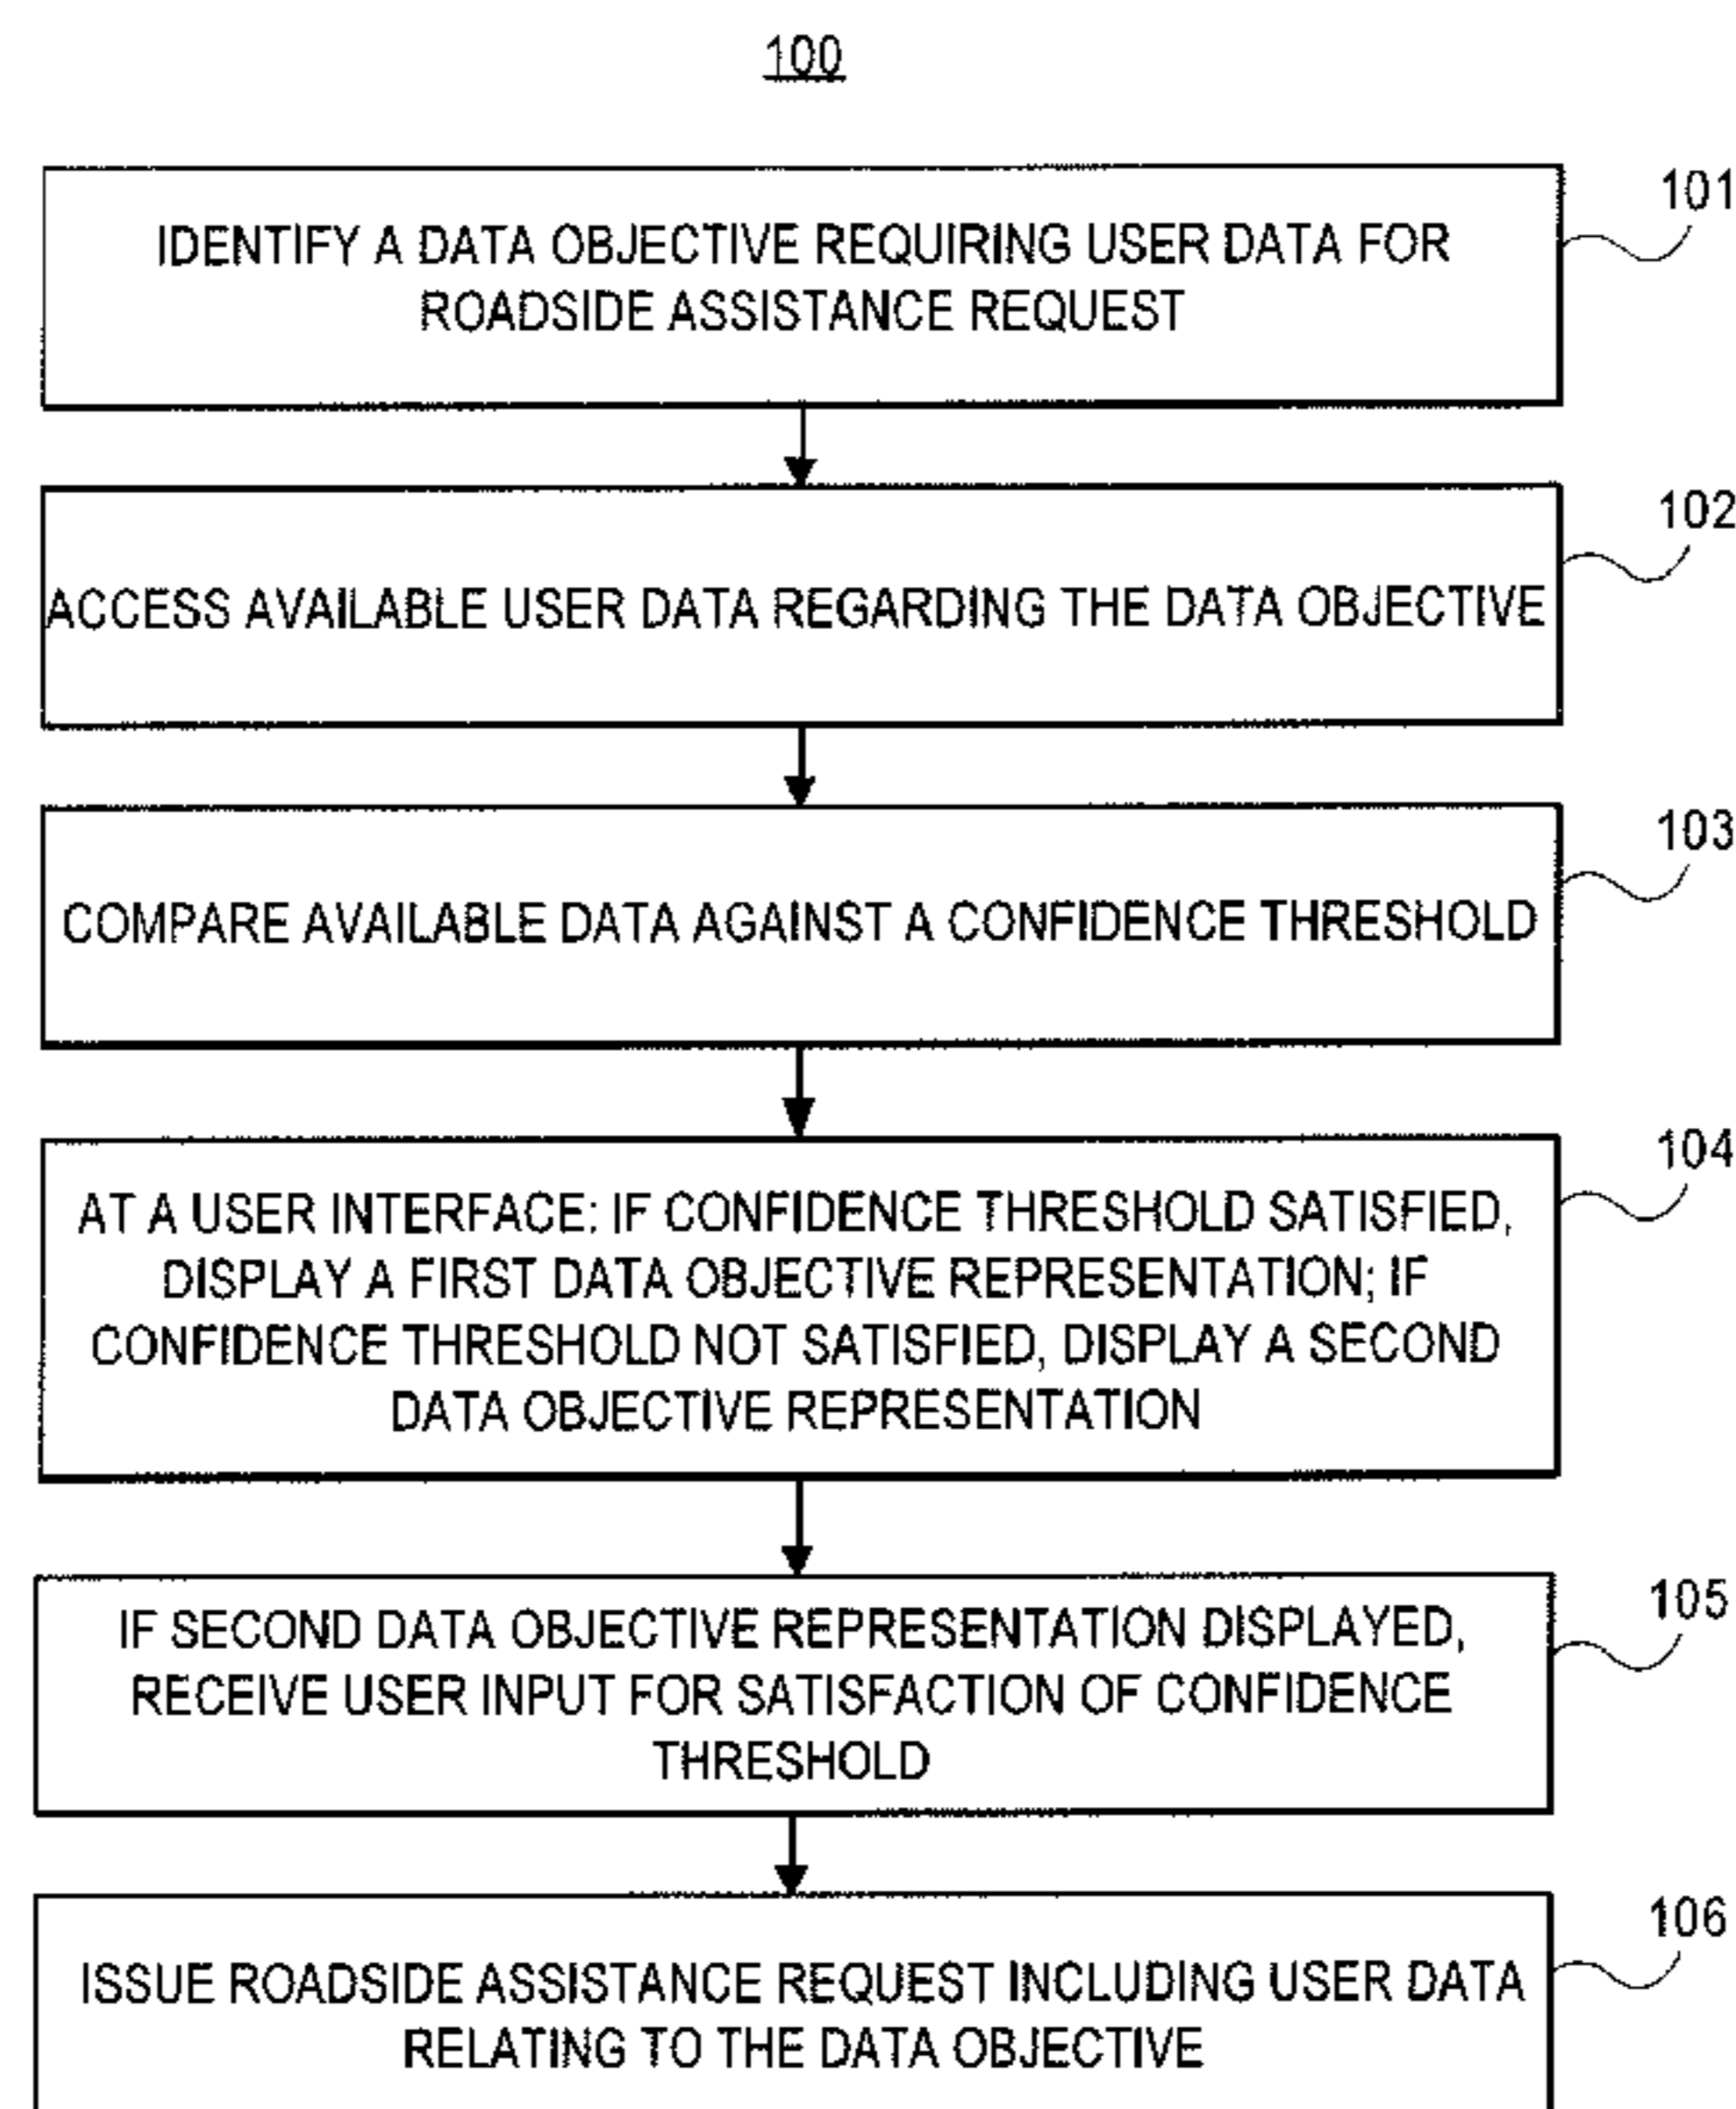 100
101
IDENTIFY A DATA OBJECTIVE REQUIRING USER DATA FOR
ROADSIDE ASSISTANCE REQUEST
102
ACCESS AVAILABLE USER DATA REGARDING THE DATA OBJECTIVE
103
COMPARE AVAILABLE DATA AGAINST A CONFIDENCE THRESHOLD
104
AT A USER INTERFACE: IF CONFIDENCE THRESHOLD SATISFIED,
DISPLAY A FIRST DATA OBJECTIVE REPRESENTATION; IF
CONFIDENCE THRESHOLD NOT SATISFIED, DISPLAY A SECOND
DATA OBJECTIVE REPRESENTATION
105
IF SECOND DATA OBJECTIVE REPRESENTATION DISPLAYED,
RECEIVE USER INPUT FOR SATISFACTION OF CONFIDENCE
THRESHOLD
106
ISSUE ROADSIDE ASSISTANCE REQUEST INCLUDING USER DATA
RELATING TO THE DATA OBJECTIVE